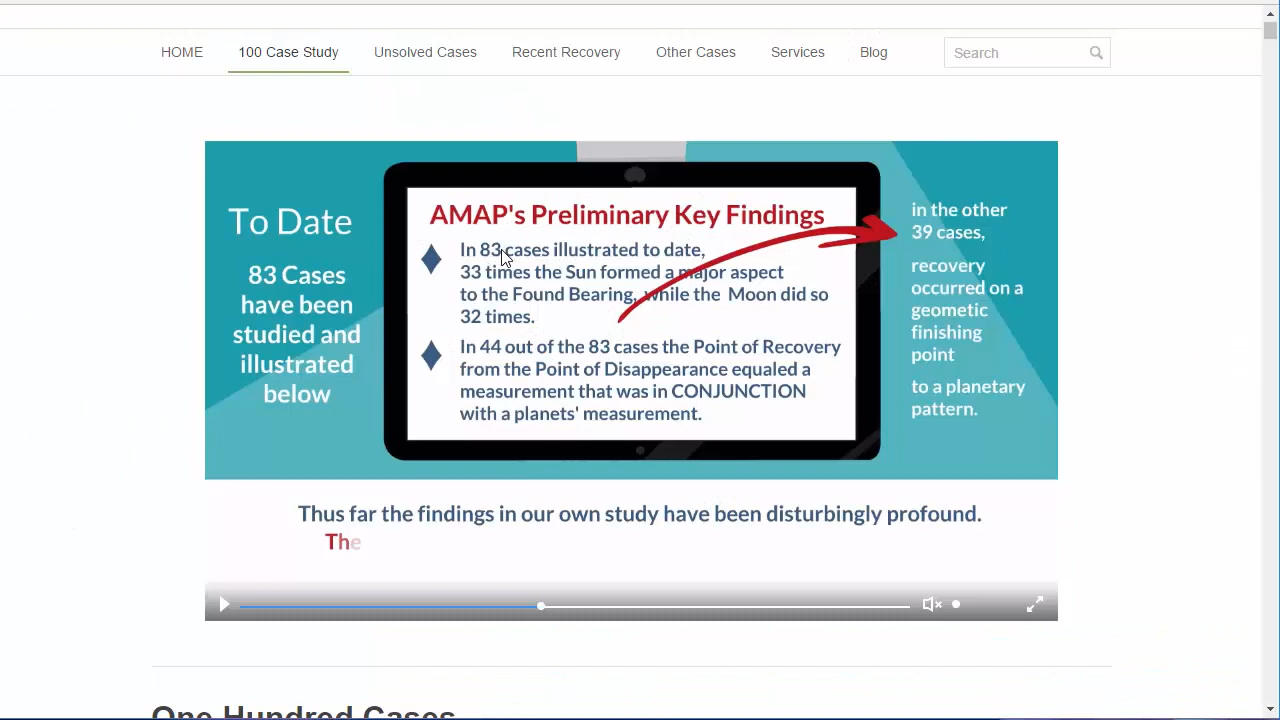 HOME 100 Case Study Unsolved Cases Recent Recovery Other Cases Services Blog Search
To Date
83 Cases
have been
studied and
illustrated
below
AMAP's Preliminary Key Findings
In 83 cases illustrated to date,
33 times the Sun formed a major aspect
to the Found Bearing, while the Moon did so
32 times.
In 44 out of the 83 cases the Point of Recovery
from the Point of Disappearance equaled a
measurement that was in CONJUNCTION
with a planets' measurement.
in the other
39 cases,
recovery
occurred on a
geometic
finishing
point
to a planetary
pattern.
Thus far the findings in our own study have been disturbingly profound.
The
One Hundred Cases